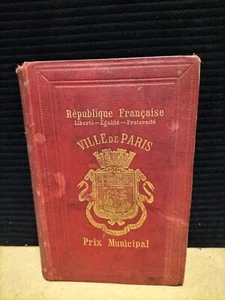 République Française
Liberté — Égalité — Fraternité
VILLE DE PARIS
Prix Municipal